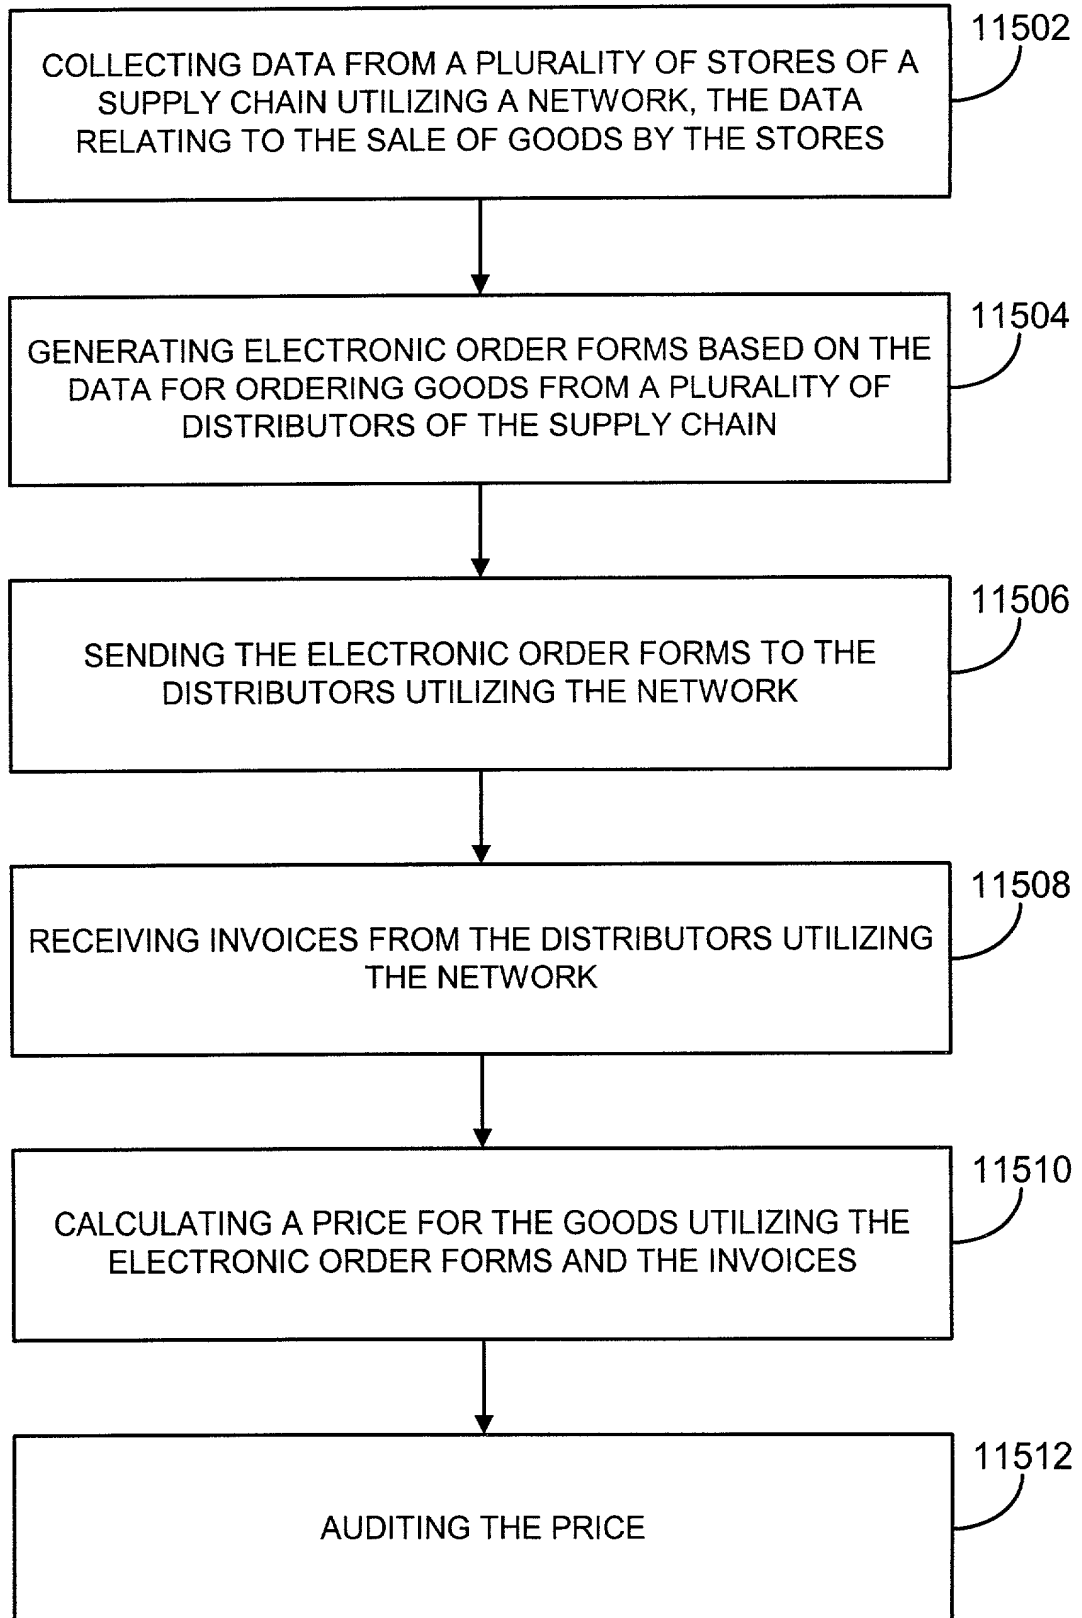 11502
COLLECTING DATA FROM A PLURALITY OF STORES OF A
SUPPLY CHAIN UTILIZING A NETWORK, THE DATA
RELATING TO THE SALE OF GOODS BY THE STORES
11504
GENERATING ELECTRONIC ORDER FORMS BASED ON THE
DATA FOR ORDERING GOODS FROM A PLURALITY OF
DISTRIBUTORS OF THE SUPPLY CHAIN
11506
SENDING THE ELECTRONIC ORDER FORMS TO THE
DISTRIBUTORS UTILIZING THE NETWORK
11508
RECEIVING INVOICES FROM THE DISTRIBUTORS UTILIZING
THE NETWORK
11510
CALCULATING A PRICE FOR THE GOODS UTILIZING THE
ELECTRONIC ORDER FORMS AND THE INVOICES
11512
AUDITING THE PRICE